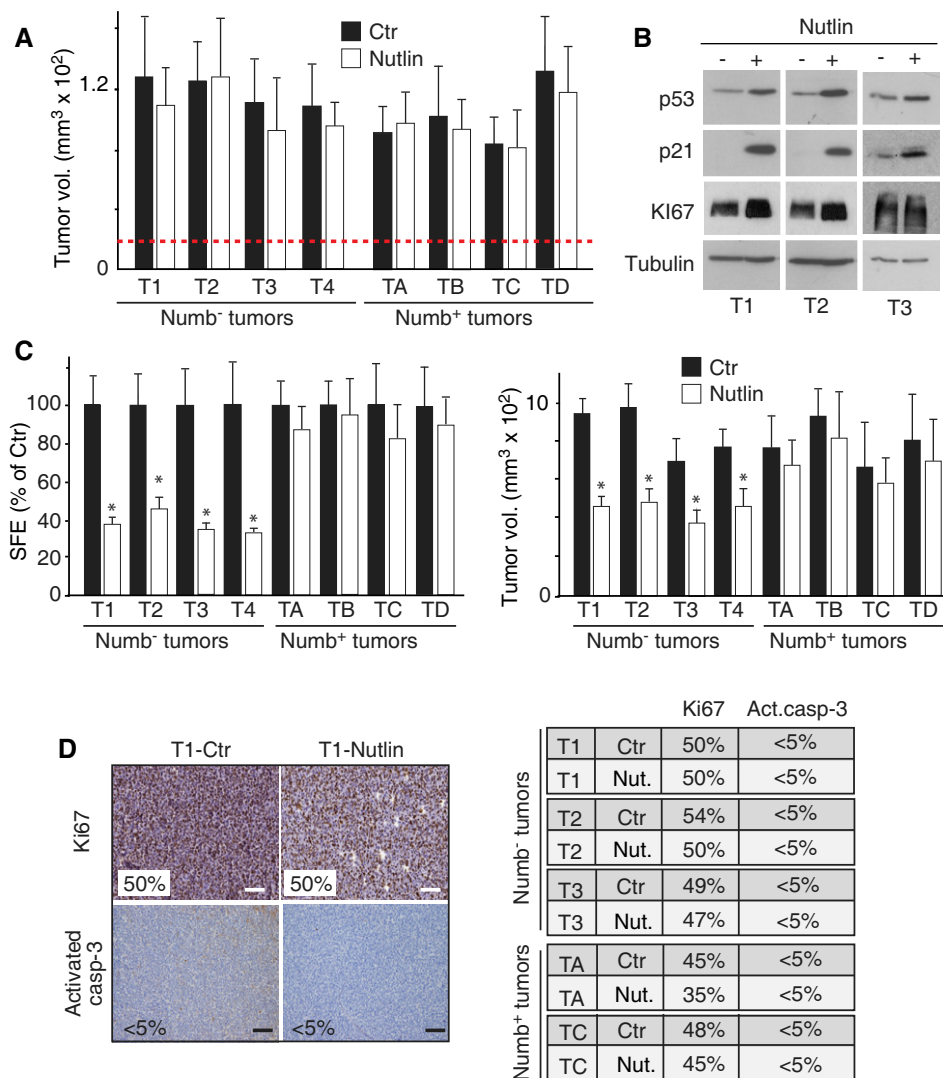 A
Ctr
Nutlin
Tumor vol. (mm³ x 10²)
1.2
0
T1 T2 T3 T4 TA TB TC TD
Numb⁻ tumors Numb⁺ tumors
B
Nutlin
- + - + - +
p53
p21
KI67
Tubulin
T1 T2 T3
C
SFE (% of Ctr)
100
80
60
40
20
0
* * * *
T1 T2 T3 T4 TA TB TC TD
Numb⁻ tumors Numb⁺ tumors
Ctr
Nutlin
Tumor vol. (mm³ x 10²)
10
0
* * * *
T1 T2 T3 T4 TA TB TC TD
Numb⁻ tumors Numb⁺ tumors
D
T1-Ctr T1-Nutlin
Ki67
50% 50%
Activated
casp-3
<5% <5%
Ki67 Act.casp-3
Numb⁻ tumors
T1 Ctr 50% <5%
T1 Nut. 50% <5%
T2 Ctr 54% <5%
T2 Nut. 50% <5%
T3 Ctr 49% <5%
T3 Nut. 47% <5%
Numb⁺ tumors
TA Ctr 45% <5%
TA Nut. 35% <5%
TC Ctr 48% <5%
TC Nut. 45% <5%